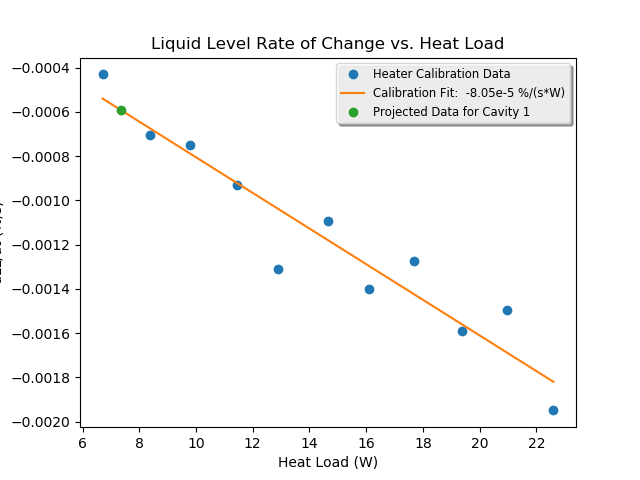 Liquid Level Rate of Change vs. Heat Load
Heater Calibration Data
Calibration Fit:  -8.05e-5 %/(s*W)
Projected Data for Cavity 1
−0.0004
−0.0006
−0.0008
−0.0010
−0.0012
−0.0014
−0.0016
−0.0018
−0.0020
6 8 10 12 14 16 18 20 22
Heat Load (W)